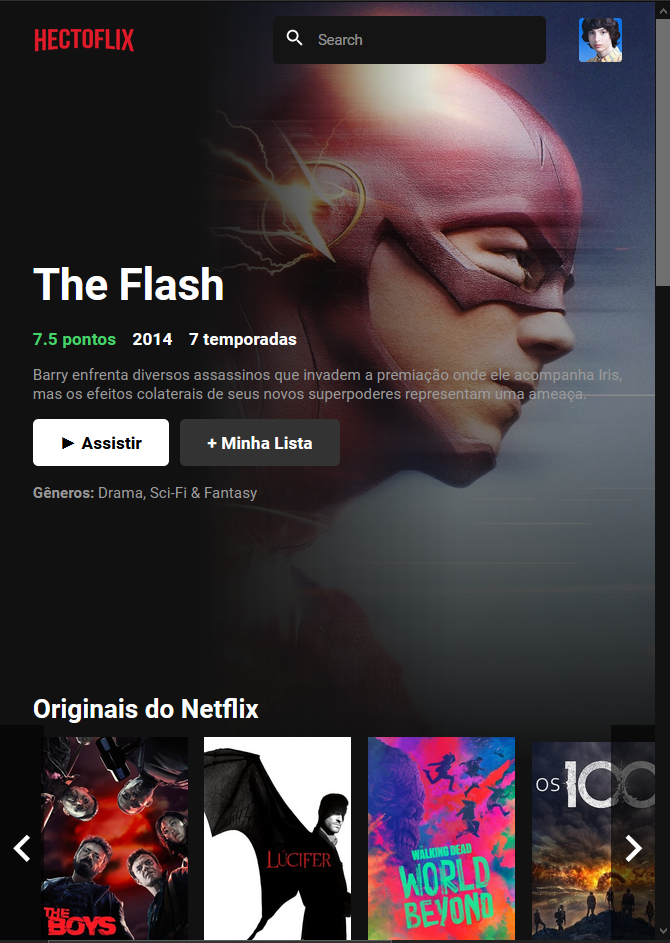 HECTOFLIX
Search
The Flash
7.5 pontos 2014 7 temporadas
Barry enfrenta diversos assassinos que invadem a premiação onde ele acompanha Iris,
mas os efeitos colaterais de seus novos superpoderes representam uma ameaça.
► Assistir + Minha Lista
Gêneros: Drama, Sci-Fi & Fantasy
Originais do Netflix
THE
BOYS
LÚCIFER
WALKING DEAD
WORLD
BEYOND
OS 100